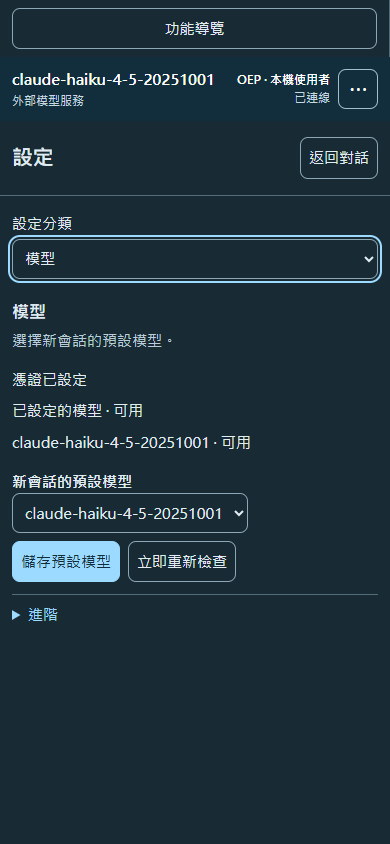 功能導覽
claude-haiku-4-5-20251001
外部模型服務
OEP · 本機使用者
已連線
設定
返回對話
設定分類
模型
模型
選擇新會話的預設模型。
憑證已設定
已設定的模型 · 可用
claude-haiku-4-5-20251001 · 可用
新會話的預設模型
claude-haiku-4-5-20251001
儲存預設模型
立即重新檢查
進階